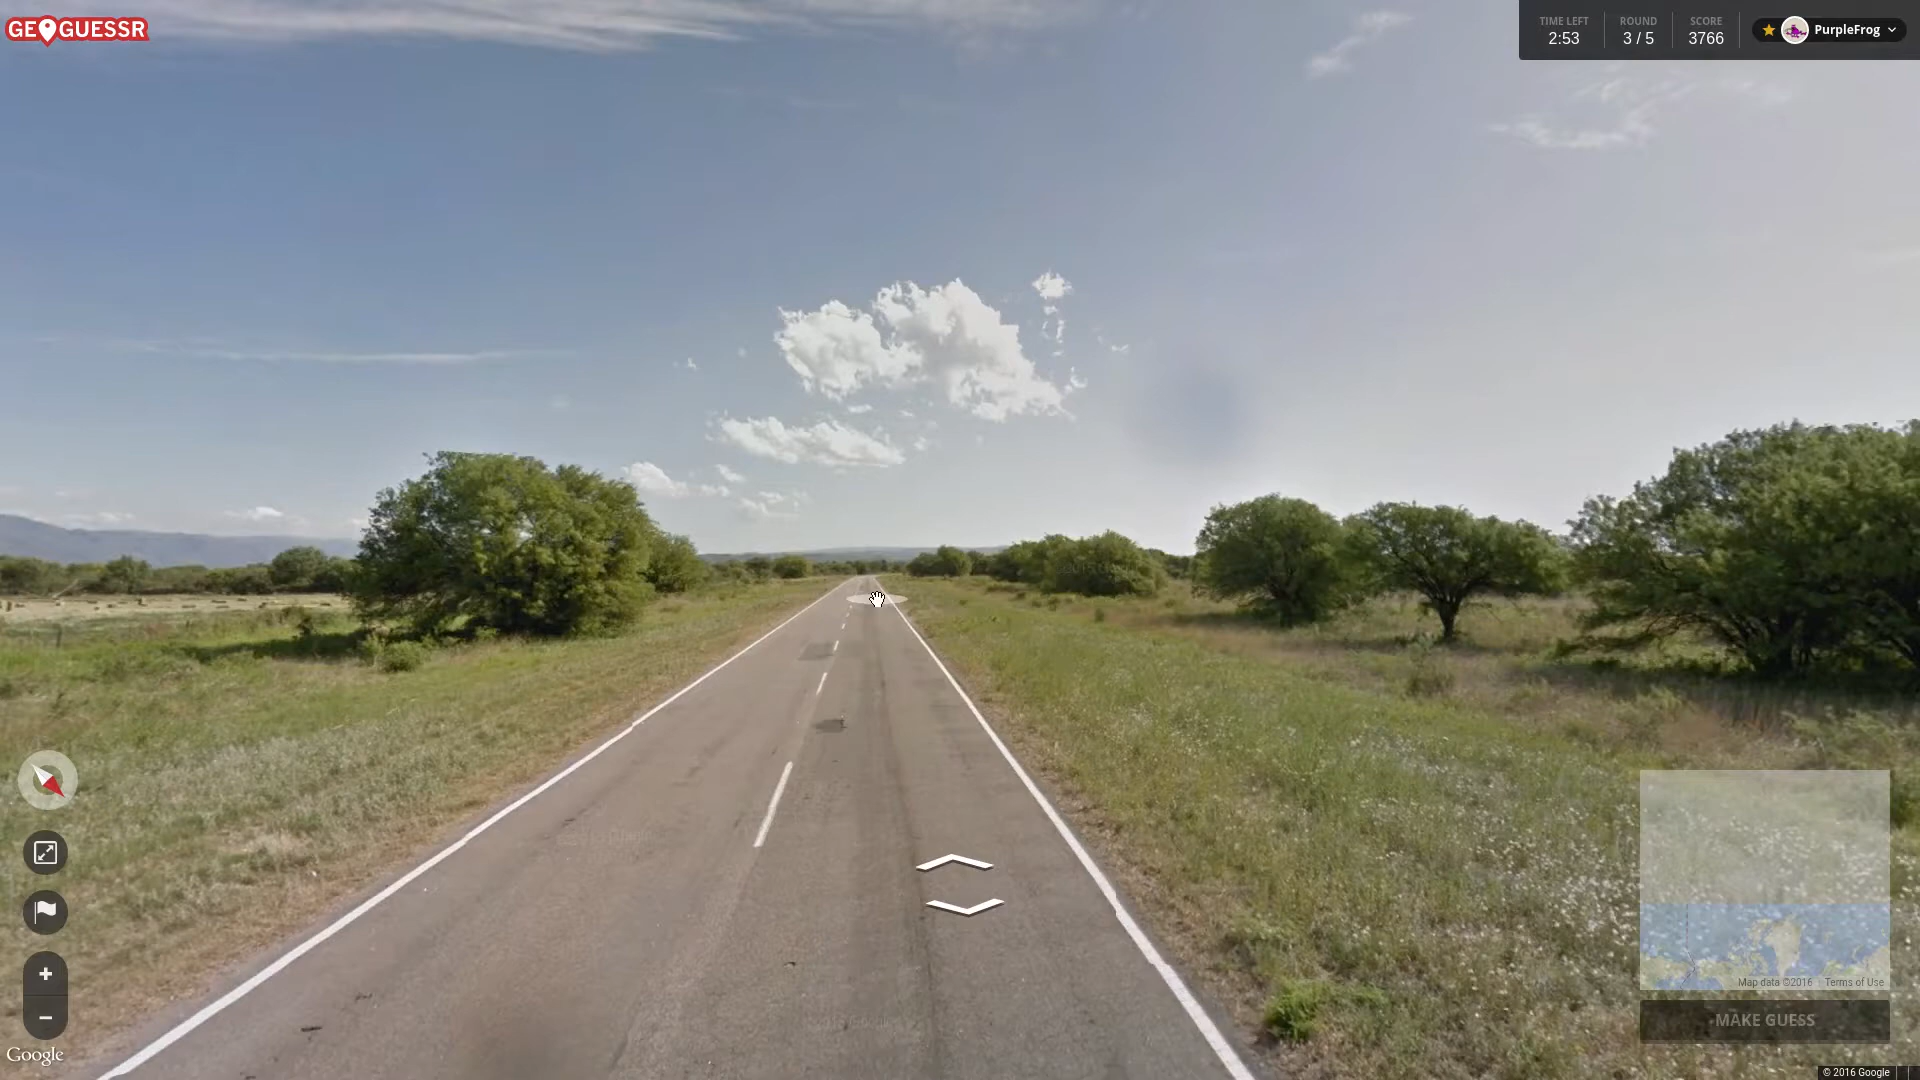 GEOGUESSR
TIME LEFT
2:53
ROUND
3 / 5
SCORE
3766
PurpleFrog
Map data ©2016
Terms of Use
MAKE GUESS
Google
© 2016 Google